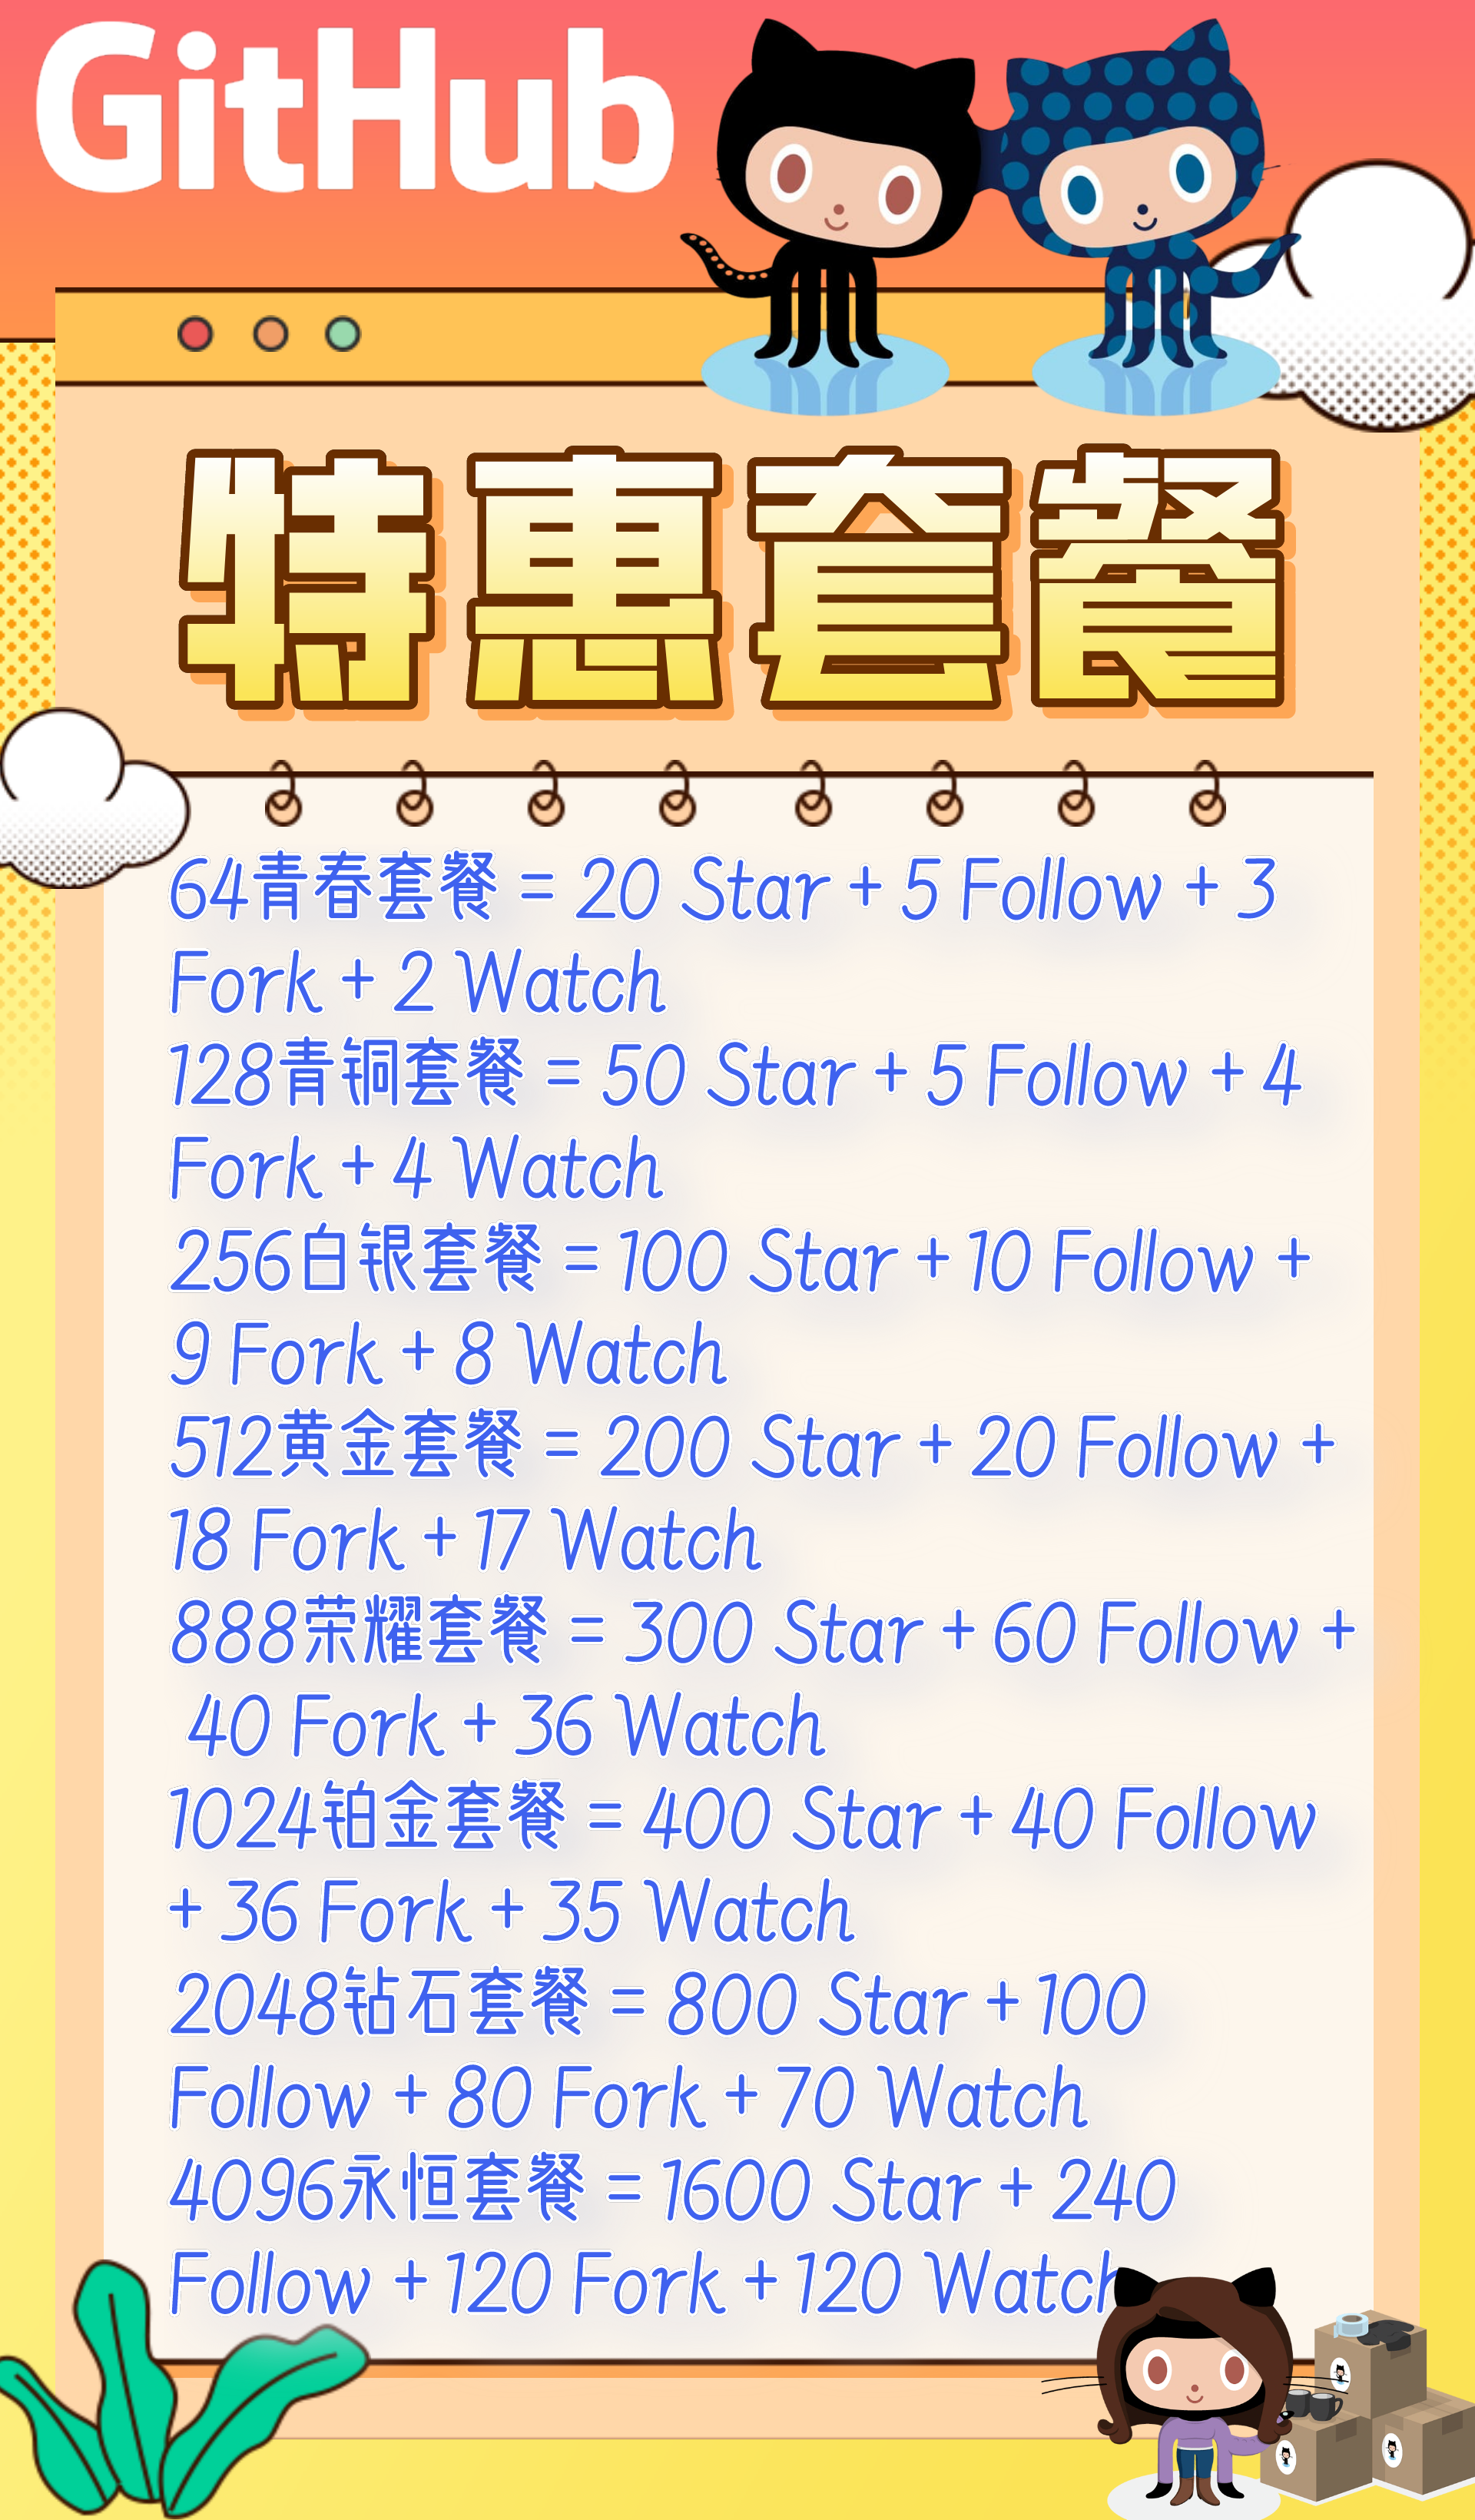 GitHub
特惠套餐
64青春套餐 = 20 Star + 5 Follow + 3
Fork + 2 Watch
128青铜套餐 = 50 Star + 5 Follow + 4
Fork + 4 Watch
256白银套餐 = 100 Star + 10 Follow +
9 Fork + 8 Watch
512黄金套餐 = 200 Star + 20 Follow +
18 Fork + 17 Watch
888荣耀套餐 = 300 Star + 60 Follow +
40 Fork + 36 Watch
1024铂金套餐 = 400 Star + 40 Follow
+ 36 Fork + 35 Watch
2048钻石套餐 = 800 Star + 100
Follow + 80 Fork + 70 Watch
4096永恒套餐 = 1600 Star + 240
Follow + 120 Fork + 120 Watch